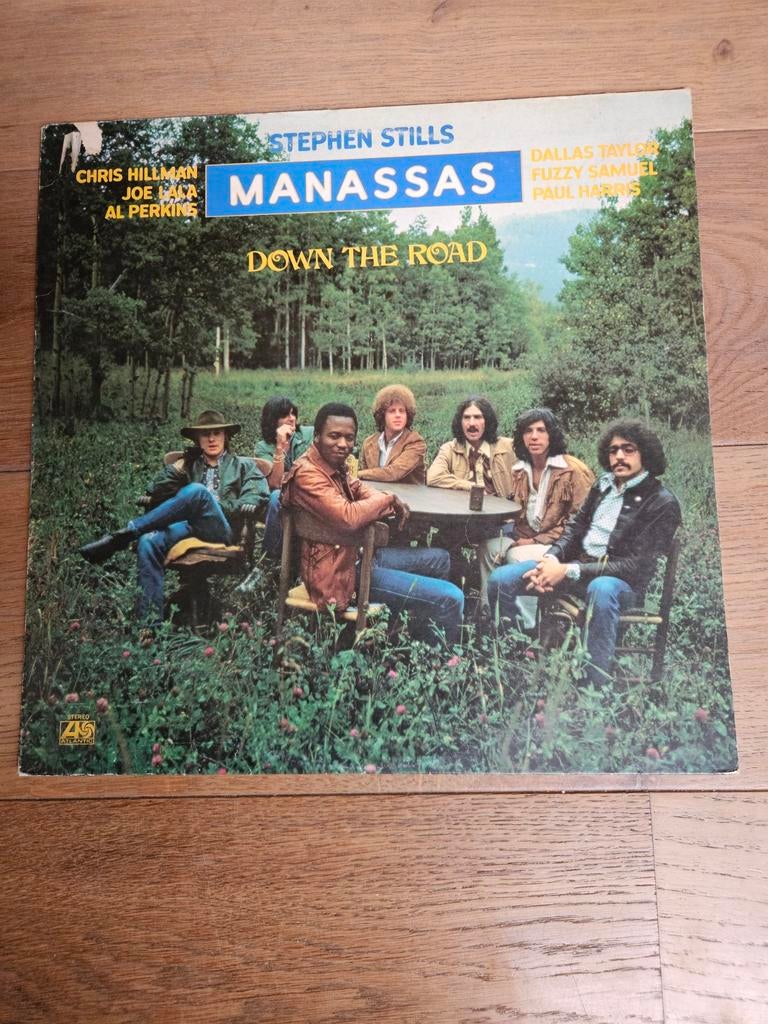 STEPHEN STILLS
MANASSAS
CHRIS HILLMAN
JOE LALA
AL PERKINS
DALLAS TAYLOR
FUZZY SAMUEL
PAUL HARRIS
DOWN THE ROAD
STEREO
ATLANTIC